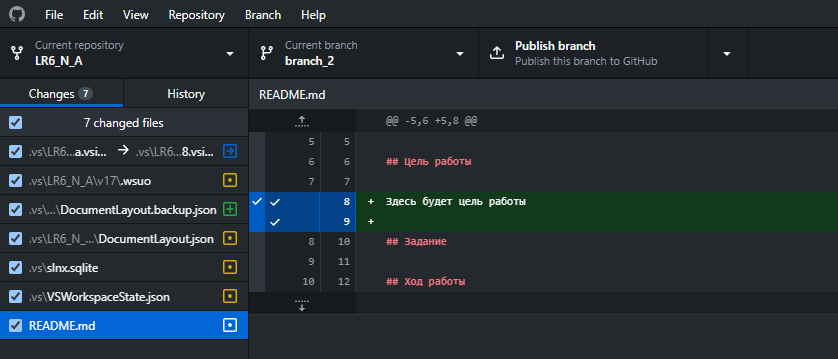 File Edit View Repository Branch Help
Current repository
LR6_N_A
Current branch
branch_2
Publish branch
Publish this branch to GitHub
Changes 7
History
7 changed files
.vs\LR6...a.vsi... → .vs\LR6...8.vsi...
.vs\LR6_N_A\v17\.wsuo
.vs\...\DocumentLayout.backup.json
.vs\LR6_N_...\DocumentLayout.json
.vs\slnx.sqlite
.vs\VSWorkspaceState.json
README.md
README.md
@@ -5,6 +5,8 @@
5 5
6 6 ## Цель работы
7 7
8 + Здесь будет цель работы
9 +
8 10 ## Задание
9 11
10 12 ## Ход работы